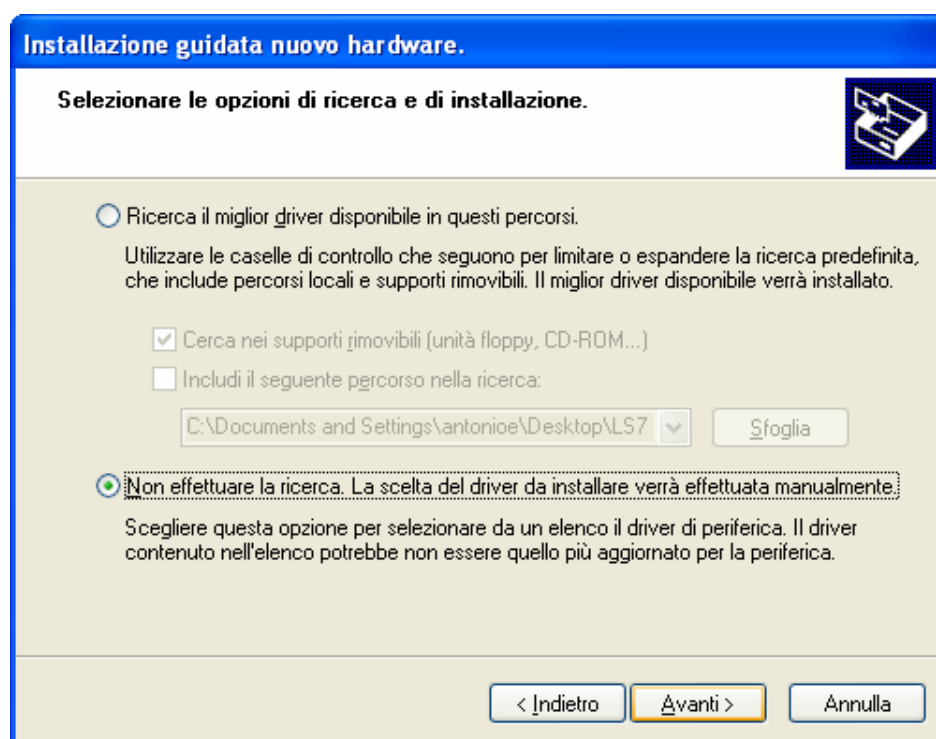 Installazione guidata nuovo hardware.
Selezionare le opzioni di ricerca e di installazione.
Ricerca il miglior driver disponibile in questi percorsi.
Utilizzare le caselle di controllo che seguono per limitare o espandere la ricerca predefinita,
che include percorsi locali e supporti rimovibili. Il miglior driver disponibile verrà installato.
Cerca nei supporti rimovibili (unità floppy, CD-ROM...)
Includi il seguente percorso nella ricerca:
C:\Documents and Settings\antonioe\Desktop\LS7
Sfoglia
Non effettuare la ricerca. La scelta del driver da installare verrà effettuata manualmente.
Scegliere questa opzione per selezionare da un elenco il driver di periferica. Il driver
contenuto nell'elenco potrebbe non essere quello più aggiornato per la periferica.
< Indietro
Avanti >
Annulla